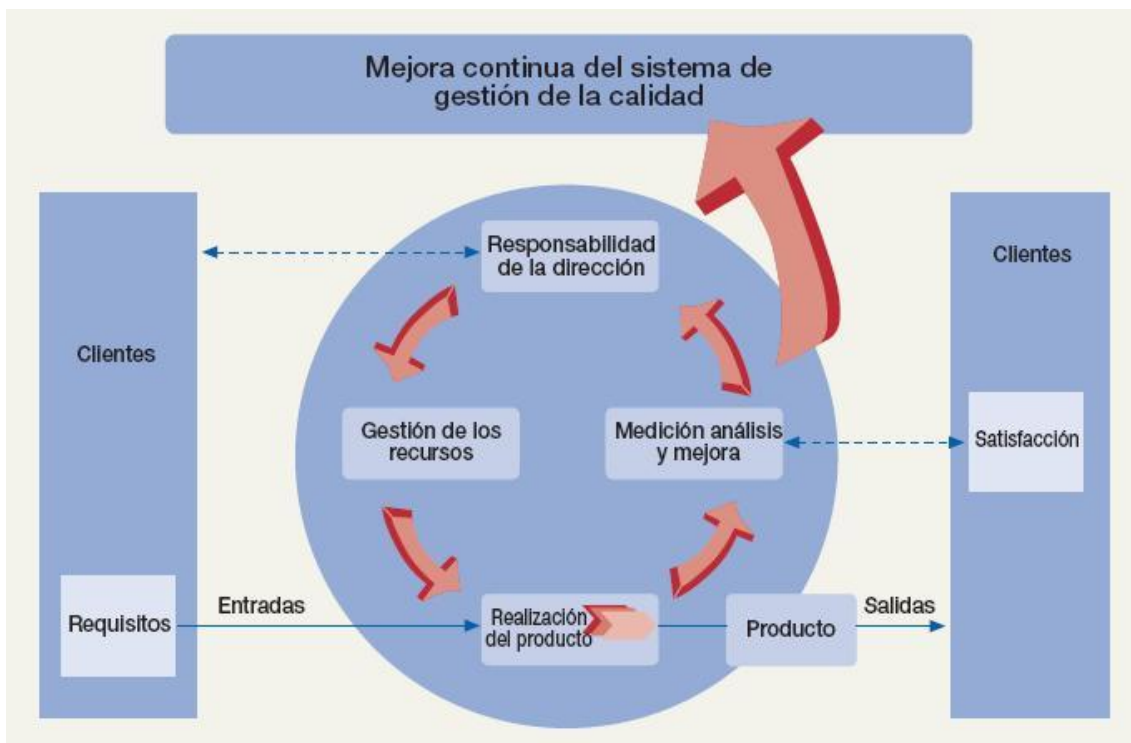 Mejora continua del sistema de
gestión de la calidad
Responsabilidad
de la dirección
Clientes
Clientes
Gestión de los
recursos
Medición análisis
y mejora
Satisfacción
Requisitos
Entradas
Realización
del producto
Producto
Salidas